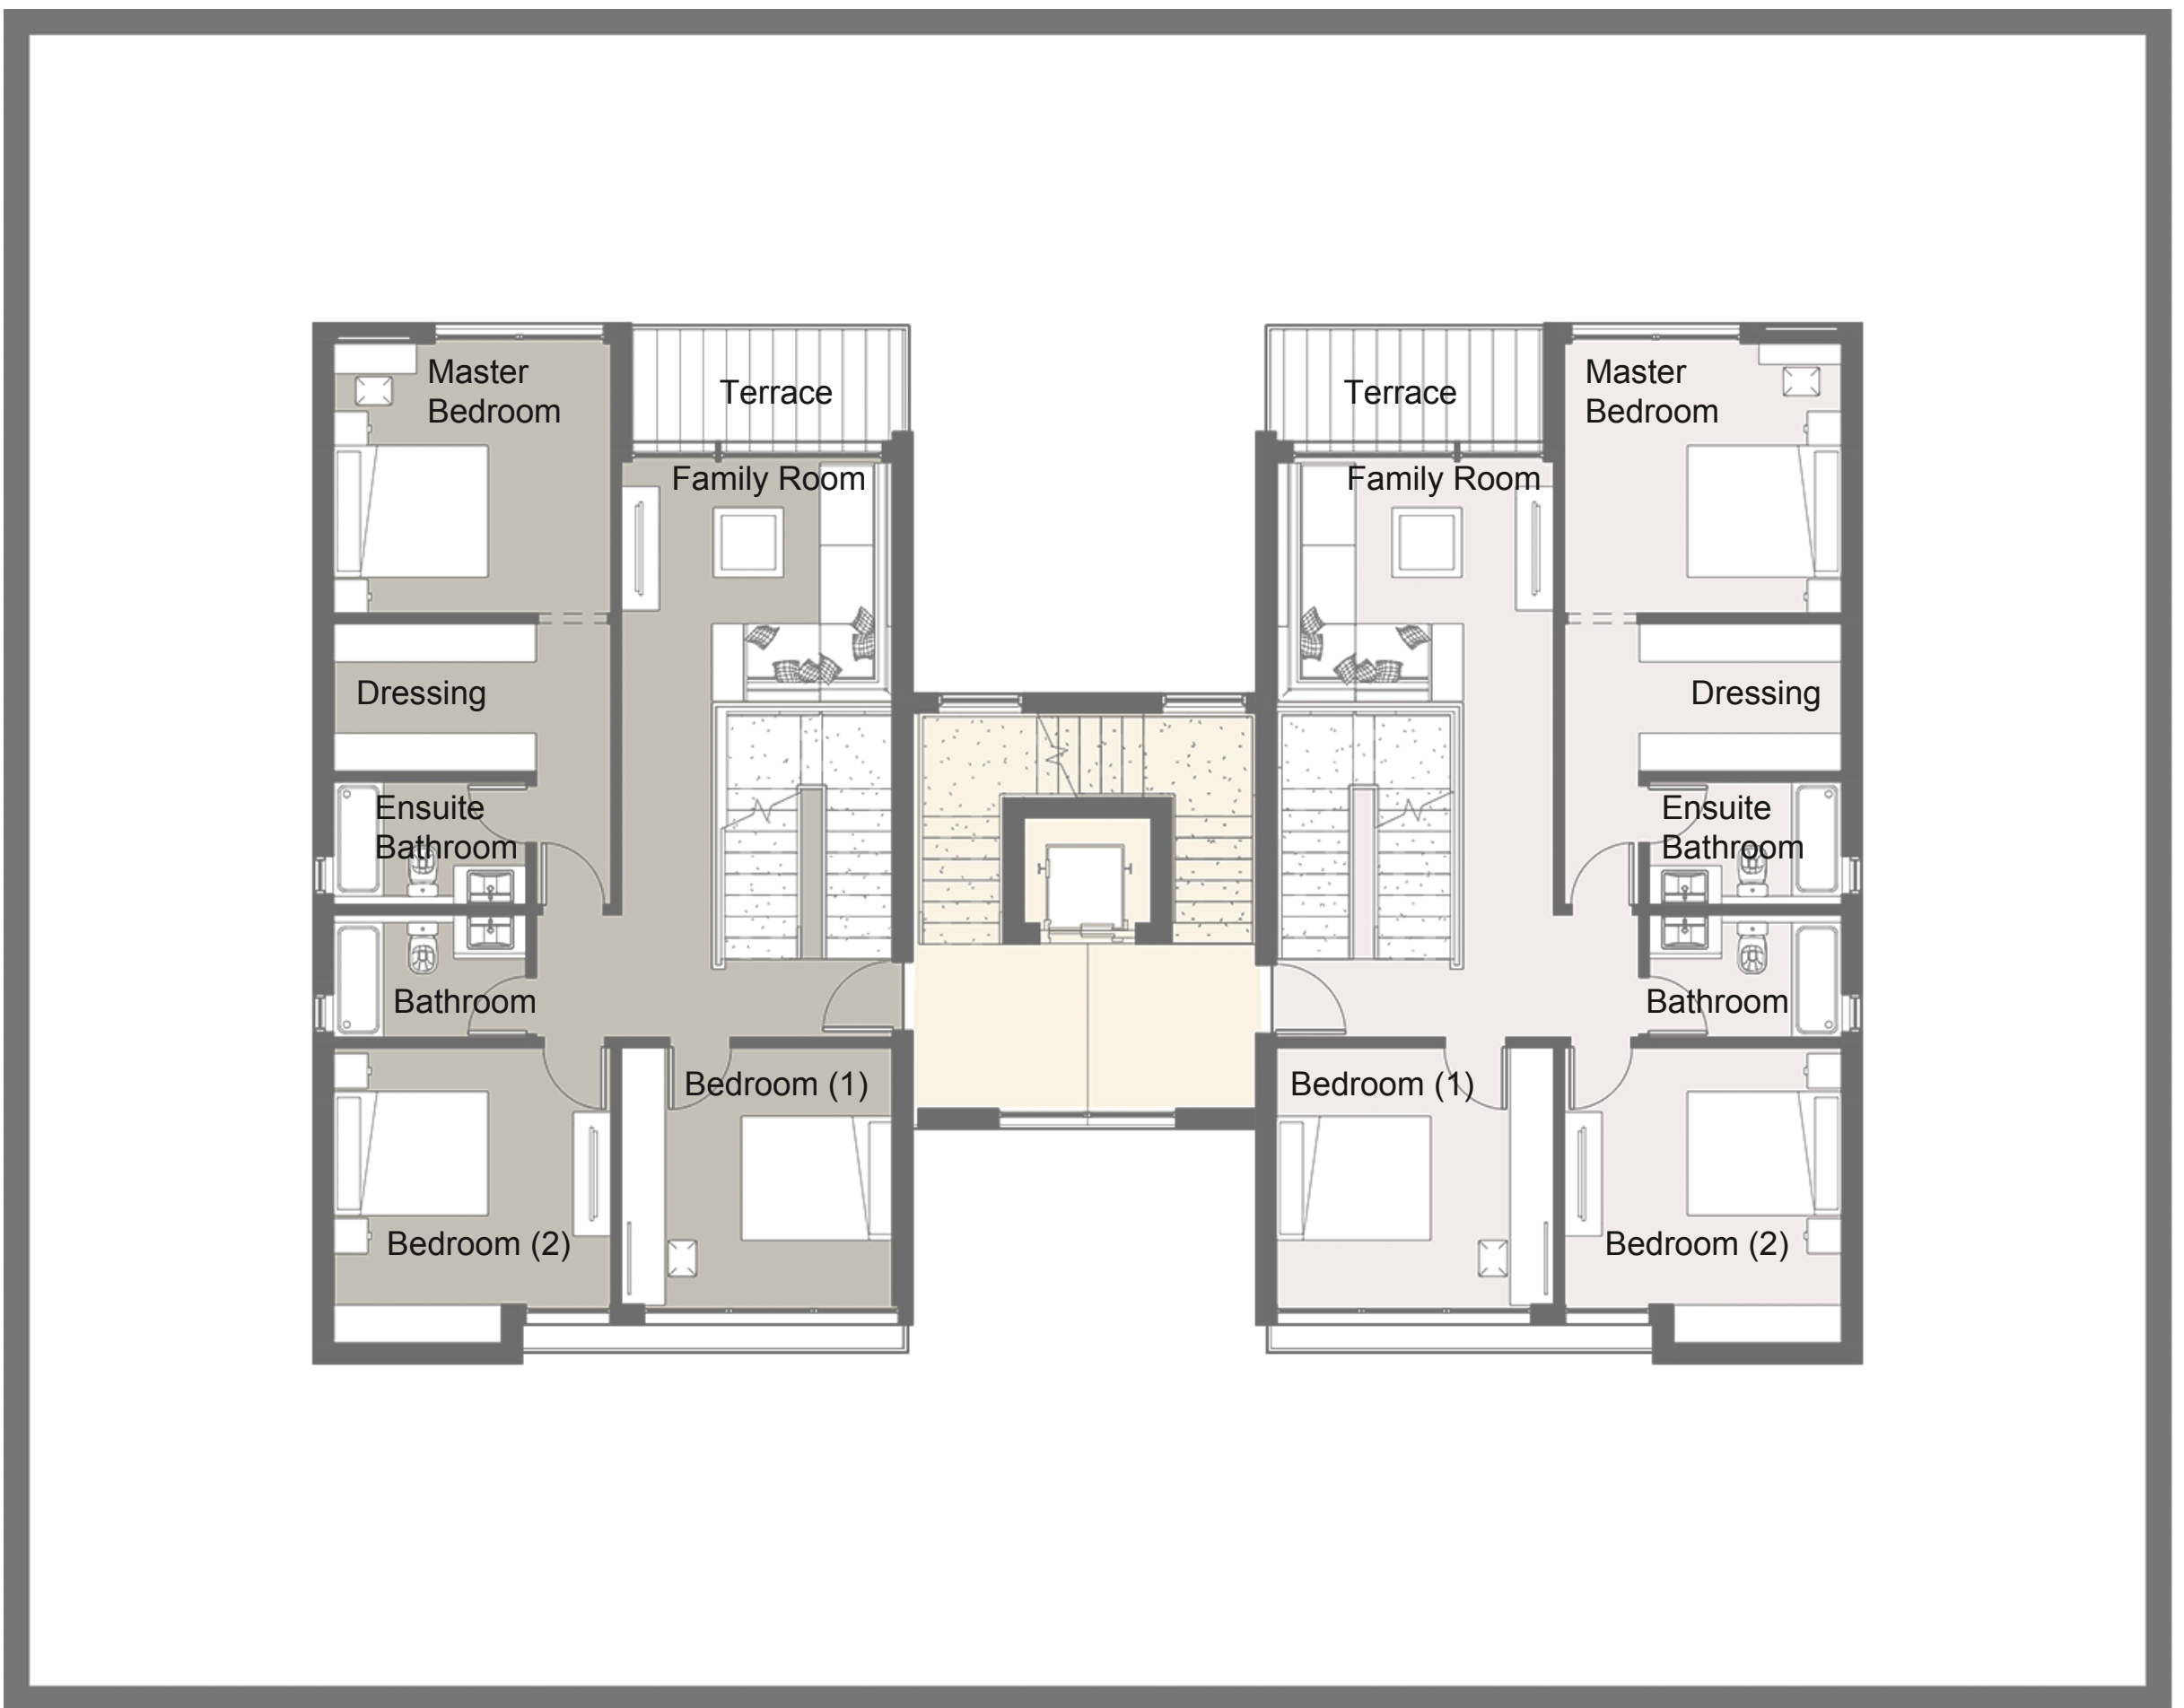 Master
Bedroom
Terrace
Family Room
Dressing
Ensuite
Bathroom
Bathroom
Bedroom (1)
Bedroom (2)
Terrace
Master
Bedroom
Family Room
Dressing
Ensuite
Bathroom
Bathroom
Bedroom (1)
Bedroom (2)